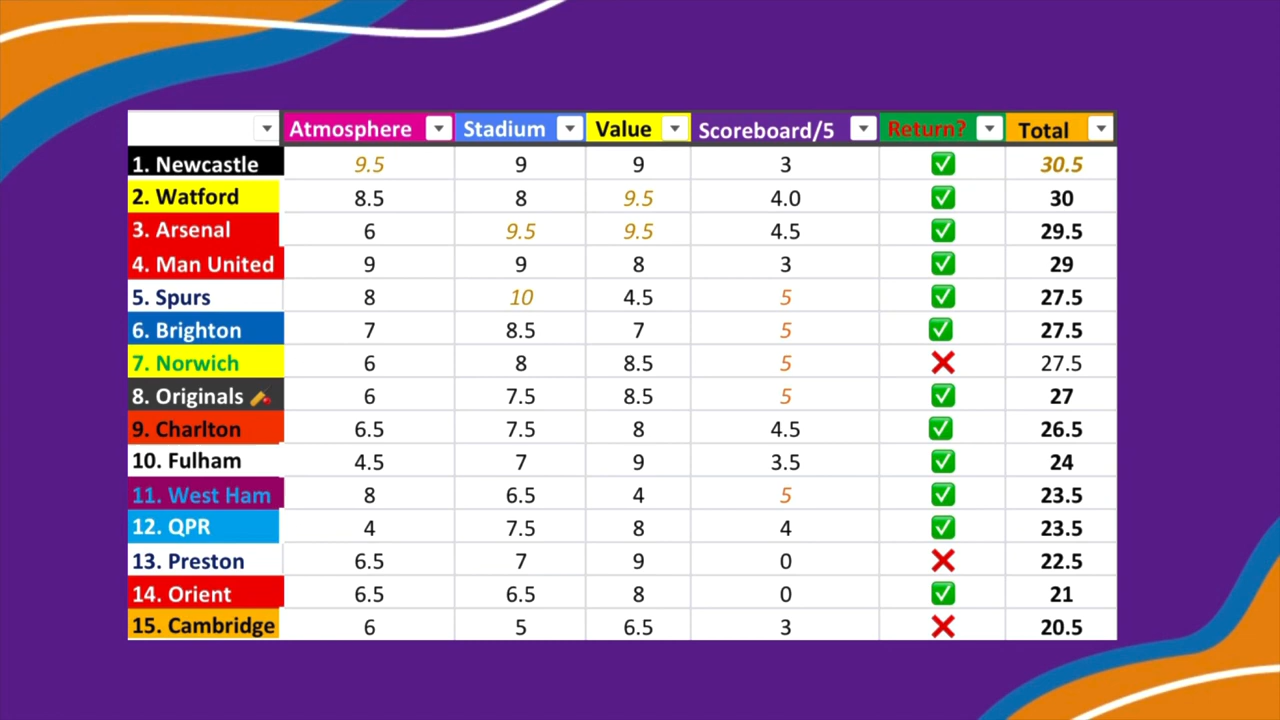 Atmosphere Stadium Value Scoreboard/5 Return? Total
1. Newcastle 9.5 9 9 3 ✅ 30.5
2. Watford 8.5 8 9.5 4.0 ✅ 30
3. Arsenal 6 9.5 9.5 4.5 ✅ 29.5
4. Man United 9 9 8 3 ✅ 29
5. Spurs 8 10 4.5 5 ✅ 27.5
6. Brighton 7 8.5 7 5 ✅ 27.5
7. Norwich 6 8 8.5 5 ❌ 27.5
8. Originals 6 7.5 8.5 5 ✅ 27
9. Charlton 6.5 7.5 8 4.5 ✅ 26.5
10. Fulham 4.5 7 9 3.5 ✅ 24
11. West Ham 8 6.5 4 5 ✅ 23.5
12. QPR 4 7.5 8 4 ✅ 23.5
13. Preston 6.5 7 9 0 ❌ 22.5
14. Orient 6.5 6.5 8 0 ✅ 21
15. Cambridge 6 5 6.5 3 ❌ 20.5